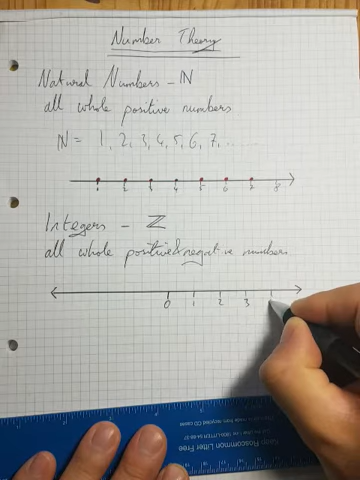 Number Theory
Natural Numbers - ℕ
all whole positive numbers
ℕ = 1, 2, 3, 4, 5, 6, 7, ........
1 2 3 4 5 6 7 8
Integers - ℤ
all whole positive & negative numbers
0 1 2 3